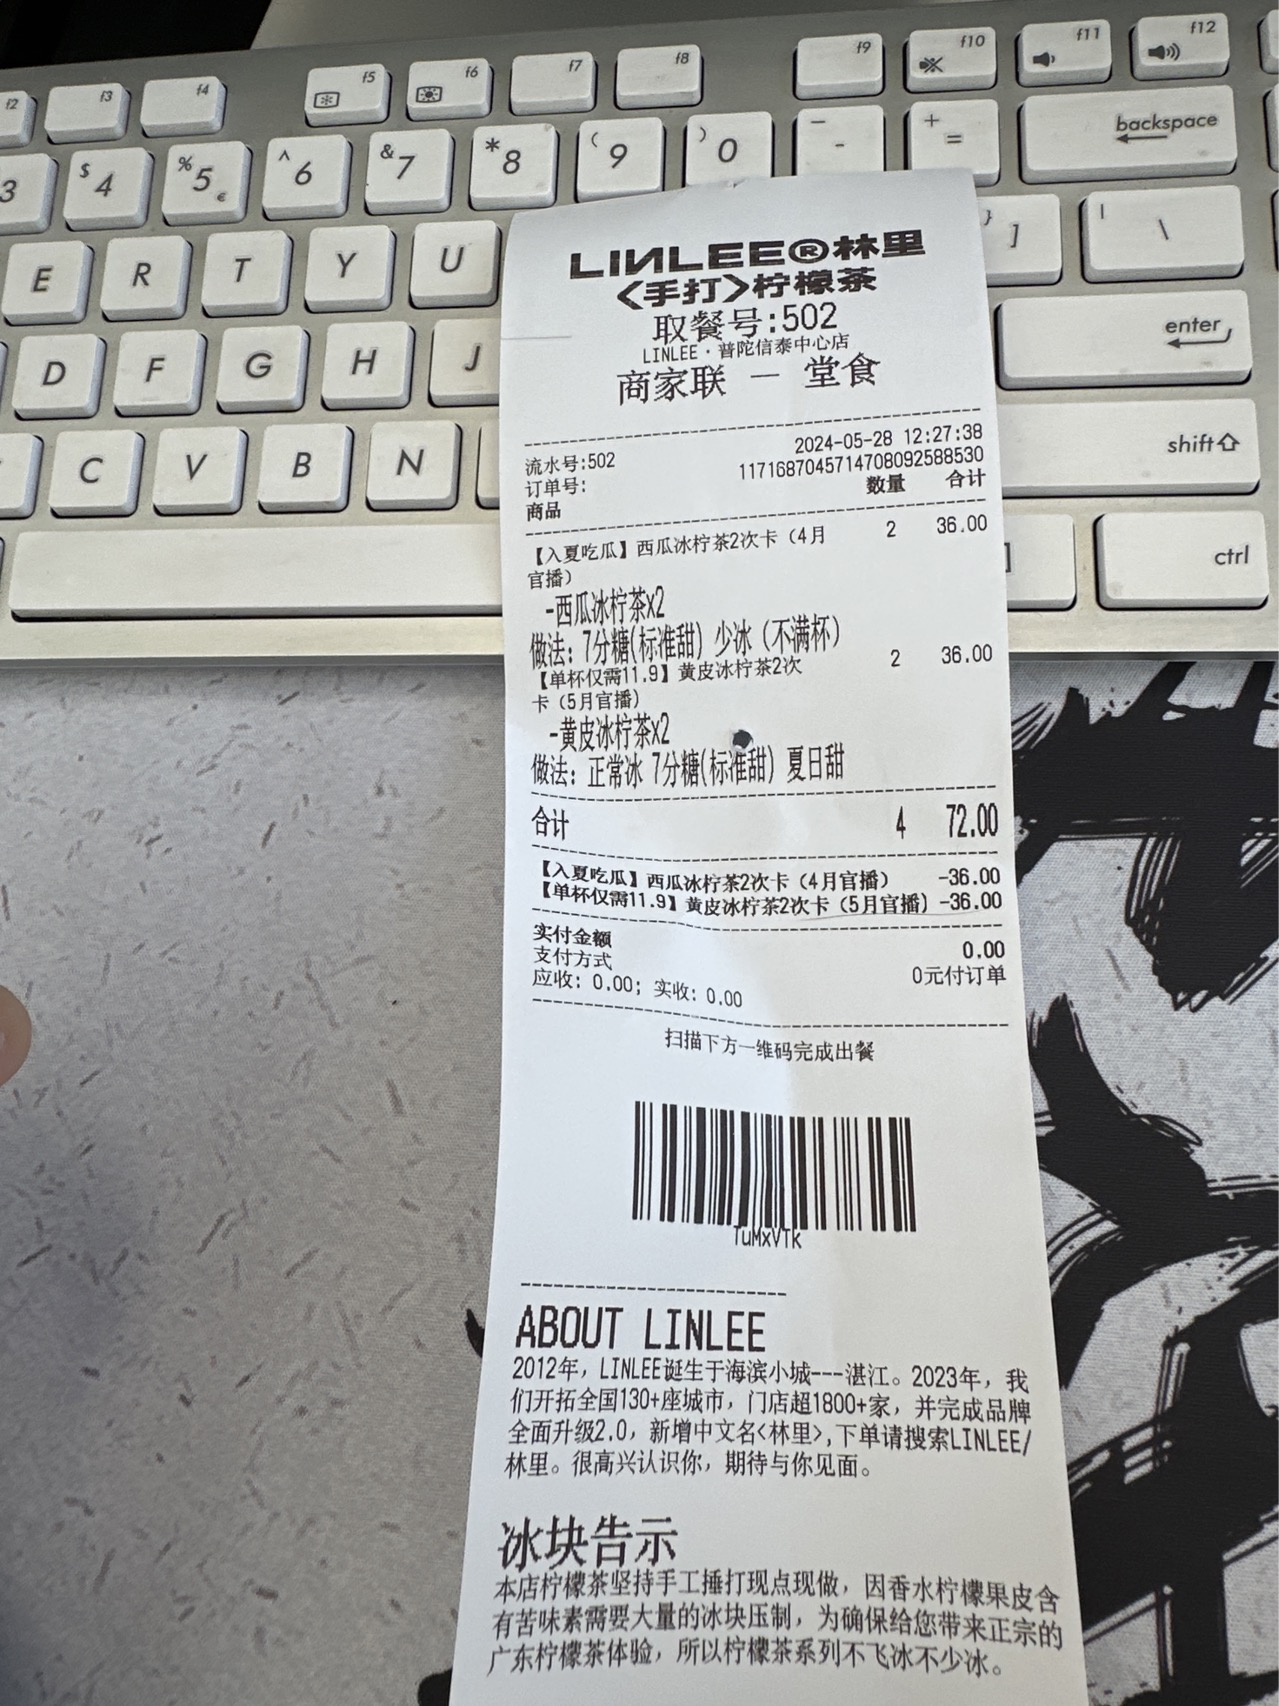 f2 f3 f4 f5 f6 f7 f8 f9 f10 f11 f12
3 $ 4 % 5 € ^ 6 & 7 * 8 ( 9 ) 0 — - + = backspace
E R T Y U } ] | \
D F G H J enter
C V B N shift
ctrl
LINLEE®林里
<手打>柠檬茶
取餐号:502
LINLEE·普陀信泰中心店
商家联 — 堂食
2024-05-28 12:27:38
流水号:502
订单号: 1171687045714708092588530
商品 数量 合计
【入夏吃瓜】西瓜冰柠茶2次卡（4月 2 36.00
官播）
-西瓜冰柠茶x2
做法: 7分糖(标准甜) 少冰（不满杯）
【单杯仅需11.9】黄皮冰柠茶2次 2 36.00
卡（5月官播）
-黄皮冰柠茶x2
做法: 正常冰 7分糖(标准甜) 夏日甜
合计 4 72.00
【入夏吃瓜】西瓜冰柠茶2次卡（4月官播） -36.00
【单杯仅需11.9】黄皮冰柠茶2次卡（5月官播) -36.00
实付金额 0.00
支付方式 0元付订单
应收: 0.00; 实收: 0.00
扫描下方一维码完成出餐
TuMxVTk
ABOUT LINLEE
2012年，LINLEE诞生于海滨小城---湛江。2023年，我
们开拓全国130+座城市，门店超1800+家，并完成品牌
全面升级2.0，新增中文名<林里>,下单请搜索LINLEE/
林里。很高兴认识你，期待与你见面。
冰块告示
本店柠檬茶坚持手工捶打现点现做，因香水柠檬果皮含
有苦味素需要大量的冰块压制，为确保给您带来正宗的
广东柠檬茶体验，所以柠檬茶系列不飞冰不少冰。